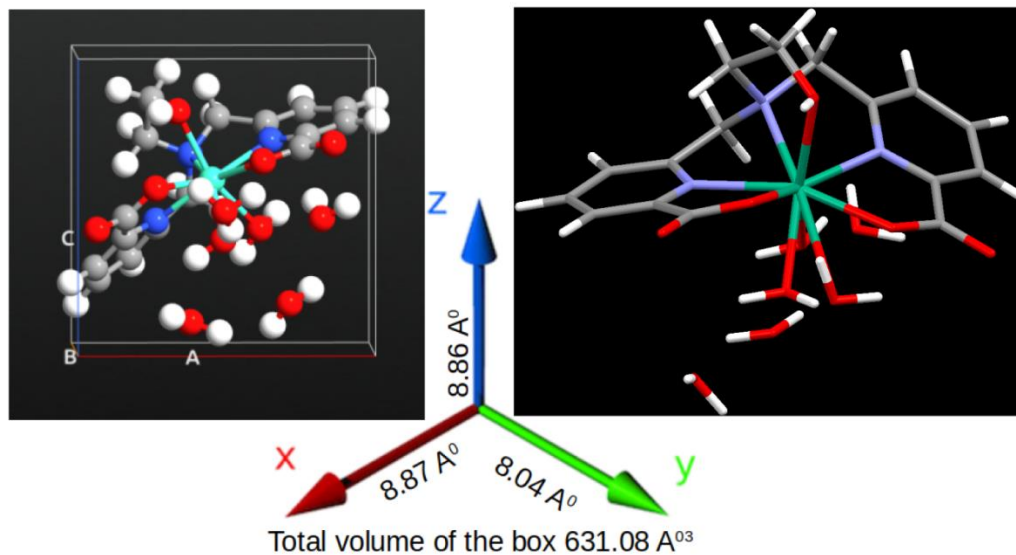 C
B
A
z
8.86 A⁰
x
8.87 A⁰
8.04 A⁰
y
Total volume of the box 631.08 A⁰³